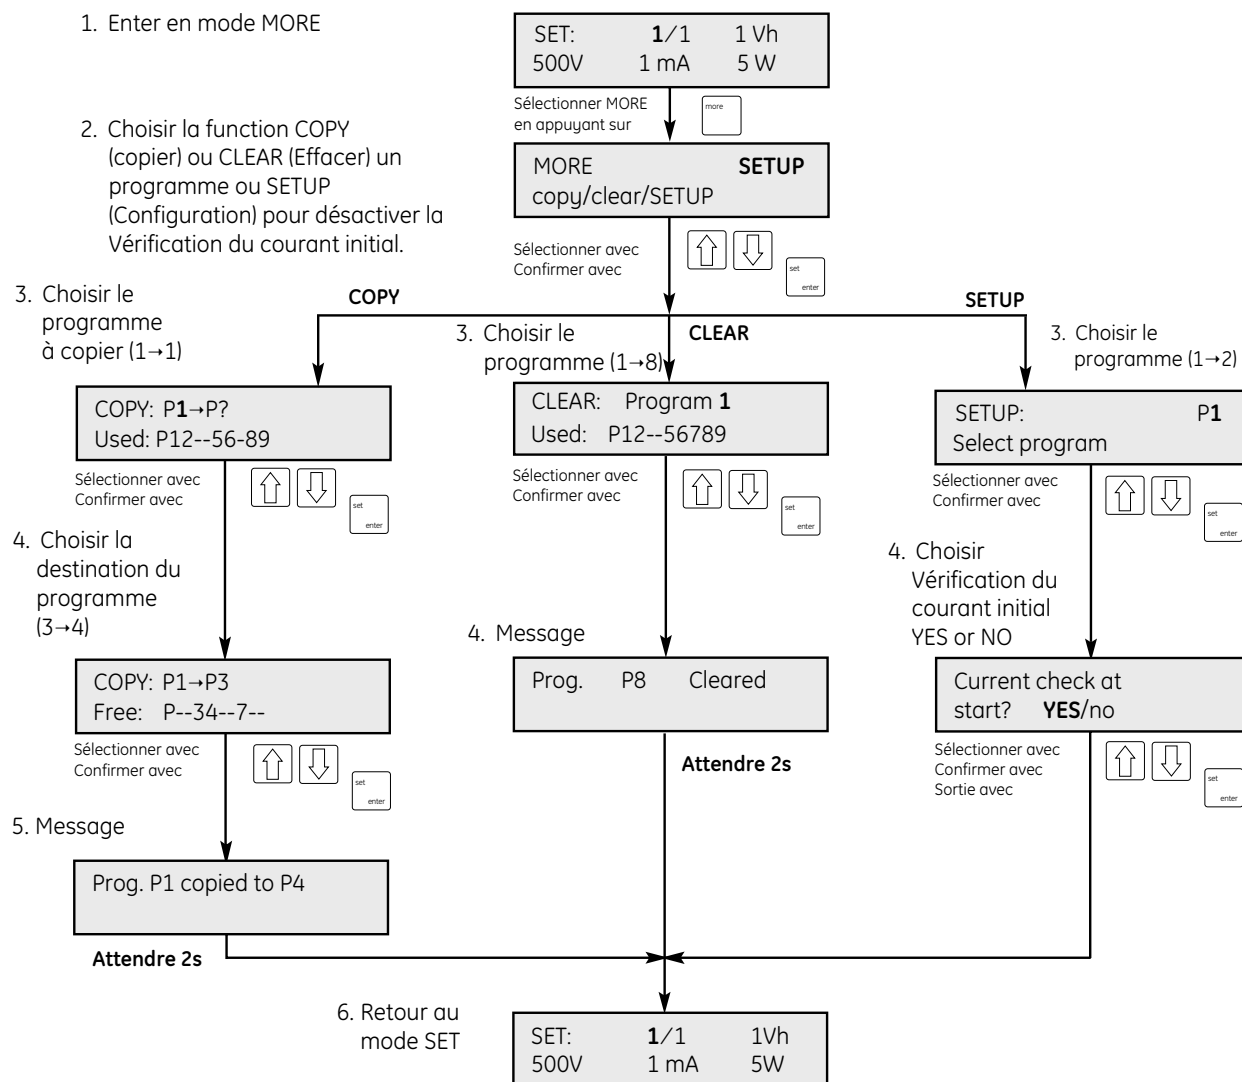 1. Enter en mode MORE
SET: 1/1 1 Vh
500V 1 mA 5 W
Sélectionner MORE
en appuyant sur
more
2. Choisir la function COPY
(copier) ou CLEAR (Effacer) un
programme ou SETUP
(Configuration) pour désactiver la
Vérification du courant initial.
MORE SETUP
copy/clear/SETUP
Sélectionner avec
Confirmer avec
set
enter
COPY
CLEAR
SETUP
3. Choisir le
programme
à copier (1→1)
COPY: P1→P?
Used: P12--56-89
Sélectionner avec
Confirmer avec
set
enter
4. Choisir la
destination du
programme
(3→4)
COPY: P1→P3
Free: P--34--7--
Sélectionner avec
Confirmer avec
set
enter
5. Message
Prog. P1 copied to P4
Attendre 2s
3. Choisir le
programme (1→8)
CLEAR: Program 1
Used: P12--56789
Sélectionner avec
Confirmer avec
set
enter
4. Message
Prog. P8 Cleared
Attendre 2s
3. Choisir le
programme (1→2)
SETUP: P1
Select program
Sélectionner avec
Confirmer avec
set
enter
4. Choisir
Vérification du
courant initial
YES or NO
Current check at
start? YES/no
Sélectionner avec
Confirmer avec
Sortie avec
set
enter
6. Retour au
mode SET
SET: 1/1 1Vh
500V 1 mA 5W